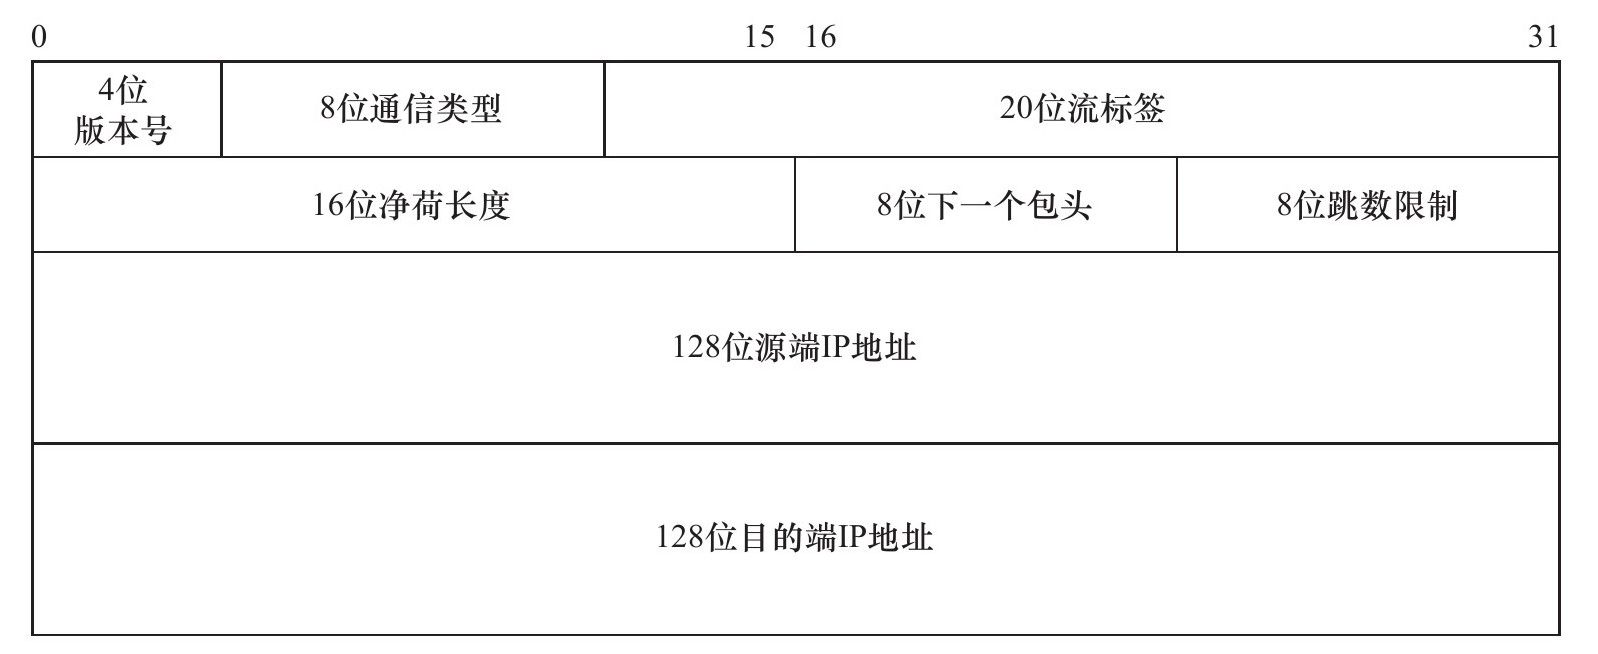 0 15 16 31
4位
版本号
8位通信类型
20位流标签
16位净荷长度
8位下一个包头
8位跳数限制
128位源端IP地址
128位目的端IP地址